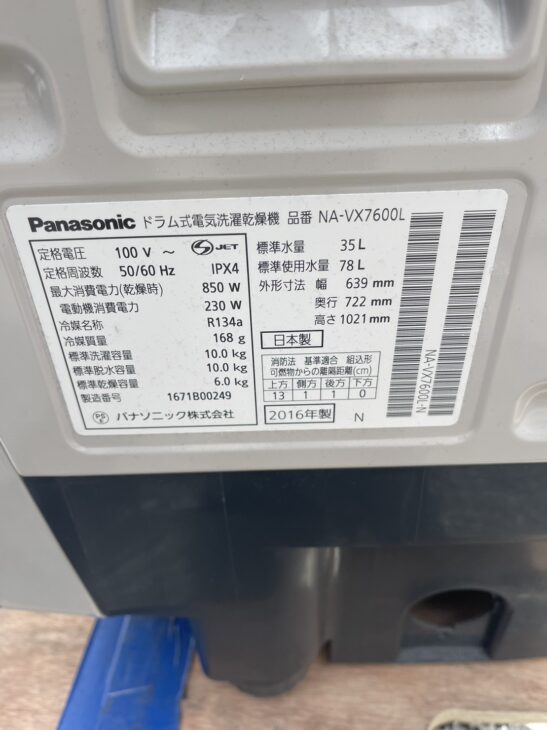 Panasonic ドラム式電気洗濯乾燥機 品番 NA-VX7600L
定格電圧 100 V ～ JET
定格周波数 50/60 Hz IPX4
最大消費電力(乾燥時) 850 W
電動機消費電力 230 W
冷媒名称 R134a
冷媒質量 168 g
標準洗濯容量 10.0 kg
標準脱水容量 10.0 kg
標準乾燥容量 6.0 kg
製造番号 1671B00249
PS E パナソニック株式会社
標準水量 35 L
標準使用水量 78 L
外形寸法 幅 639 mm
奥行 722 mm
高さ 1021 mm
日本製
消防法 基準適合 組込形
可燃物からの離隔距離(cm)
上方 側方 後方 下方
13 1 1 0
2016年製 N
NA-VX7600L-N